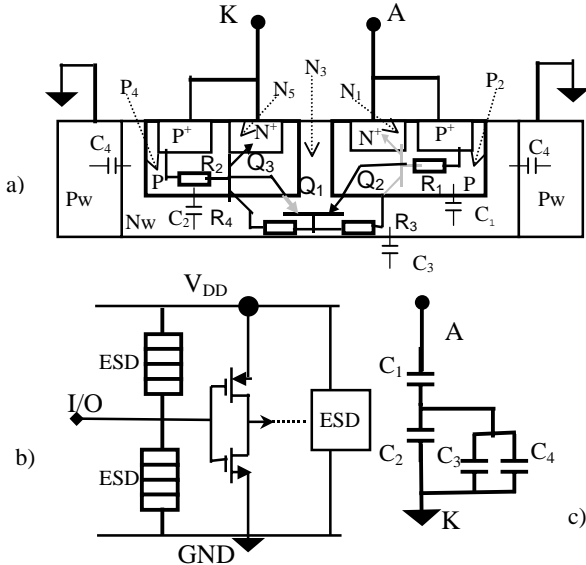 K
A
a)
P4
N5
N3
N1
P2
P+
N+
N+
P+
C4
C4
R2
Q3
Q1
Q2
R1
P
P
Pw
Pw
Nw
C2
R4
R3
C1
C3
b)
VDD
ESD
I/O
ESD
ESD
GND
A
C1
C2
C3
C4
K
c)